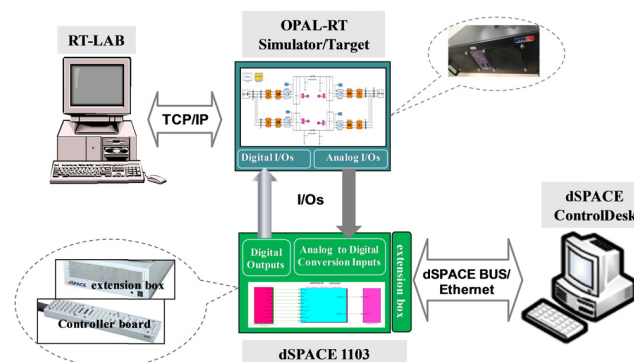 RT-LAB
OPAL-RT
Simulator/Target
TCP/IP
Digital I/Os
Analog I/Os
I/Os
dSPACE
ControlDesk
Digital
Outputs
Analog to Digital
Conversion Inputs
extension box
dSPACE BUS/
Ethernet
dSPACE
extension box
Controller board
dSPACE 1103